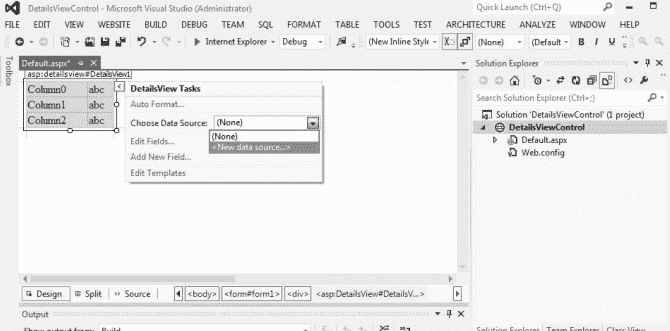 DetailsViewControl - Microsoft Visual Studio (Administrator)
Quick Launch (Ctrl+Q)
FILE EDIT VIEW WEBSITE BUILD DEBUG TEAM SQL FORMAT TABLE TOOLS TEST ARCHITECTURE ANALYZE WINDOW HELP
Internet Explorer Debug (New Inline Style (None) (Default B I U
Toolbox
Default.aspx*
asp:detailsview#DetailsView1
Column0 abc
Column1 abc
Column2 abc
DetailsView Tasks
Auto Format...
Choose Data Source: (None)
(None)
<New data source...>
Edit Fields...
Add New Field...
Edit Templates
Solution Explorer
Search Solution Explorer (Ctrl+;)
Solution 'DetailsViewControl' (1 project)
DetailsViewControl
Default.aspx
Web.config
Design Split Source <body> <form#form1> <div> <asp:DetailsView#DetailsV...>
Output
Show output from: Build
Solution Explorer Team Explorer Class View